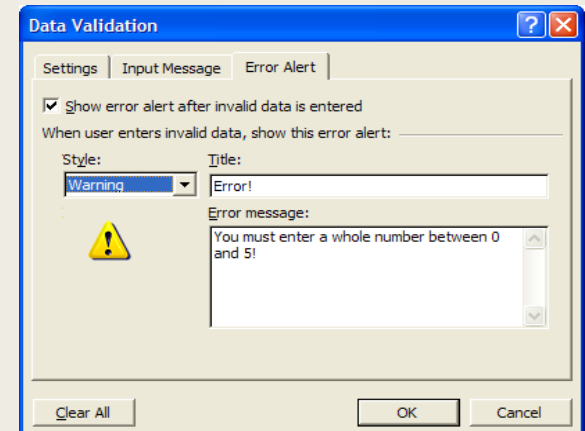 Data Validation
Settings Input Message Error Alert
Show error alert after invalid data is entered
When user enters invalid data, show this error alert:
Style: Title:
Warning Error!
Error message:
You must enter a whole number between 0
and 5!
Clear All OK Cancel